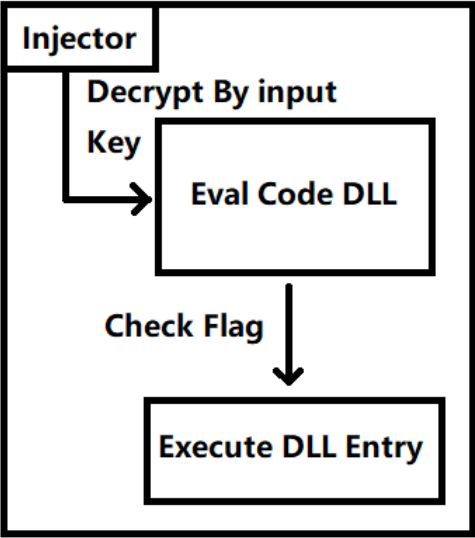 Injector
Decrypt By input
Key
Eval Code DLL
Check Flag
Execute DLL Entry